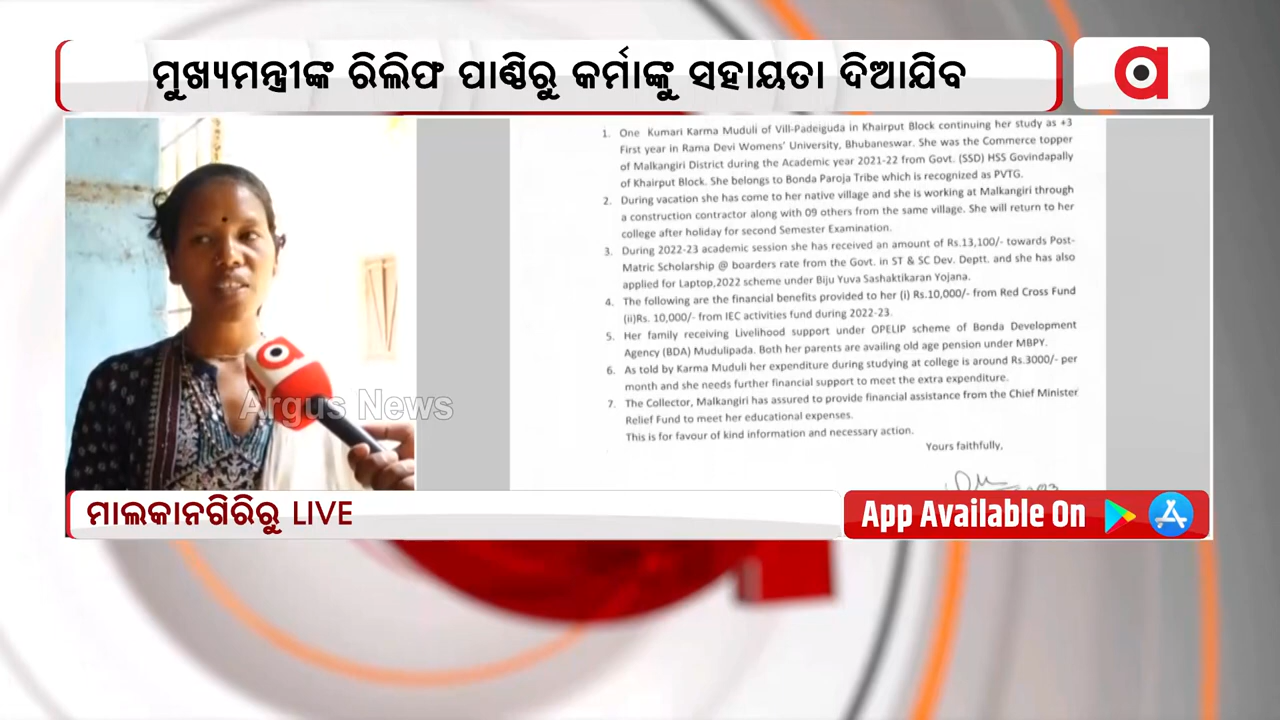 ମୁଖ୍ୟମନ୍ତ୍ରୀଙ୍କ ରିଲିଫ ପାଣ୍ଠିରୁ କର୍ମାଙ୍କୁ ସହାୟତା ଦିଆଯିବ
a
1. One Kumari Karma Muduli of Vill-Padeiguda in Khairput Block continuing her study as +3
First year in Rama Devi Womens' University, Bhubaneswar. She was the Commerce topper
of Malkangiri District during the Academic year 2021-22 from Govt. (SSD) HSS Govindapally
of Khairput Block. She belongs to Bonda Paroja Tribe which is recognized as PVTG.
2. During vacation she has come to her native village and she is working at Malkangiri through
a construction contractor along with 09 others from the same village. She will return to her
college after holiday for second Semester Examination.
3. During 2022-23 academic session she has received an amount of Rs.13,100/- towards Post-
Matric Scholarship @ boarders rate from the Govt. in ST & SC Dev. Deptt. and she has also
applied for Laptop,2022 scheme under Biju Yuva Sashaktikaran Yojana.
4. The following are the financial benefits provided to her (i) Rs.10,000/- from Red Cross Fund
(ii)Rs. 10,000/- from IEC activities fund during 2022-23.
5. Her family receiving Livelihood support under OPELIP scheme of Bonda Development
Agency (BDA) Mudulipada. Both her parents are availing old age pension under MBPY.
6. As told by Karma Muduli her expenditure during studying at college is around Rs.3000/- per
month and she needs further financial support to meet the extra expenditure.
7. The Collector, Malkangiri has assured to provide financial assistance from the Chief Minister
Relief Fund to meet her educational expenses.
This is for favour of kind information and necessary action.
Yours faithfully,
Argus News
ମାଲକାନଗିରିରୁ LIVE
App Available On